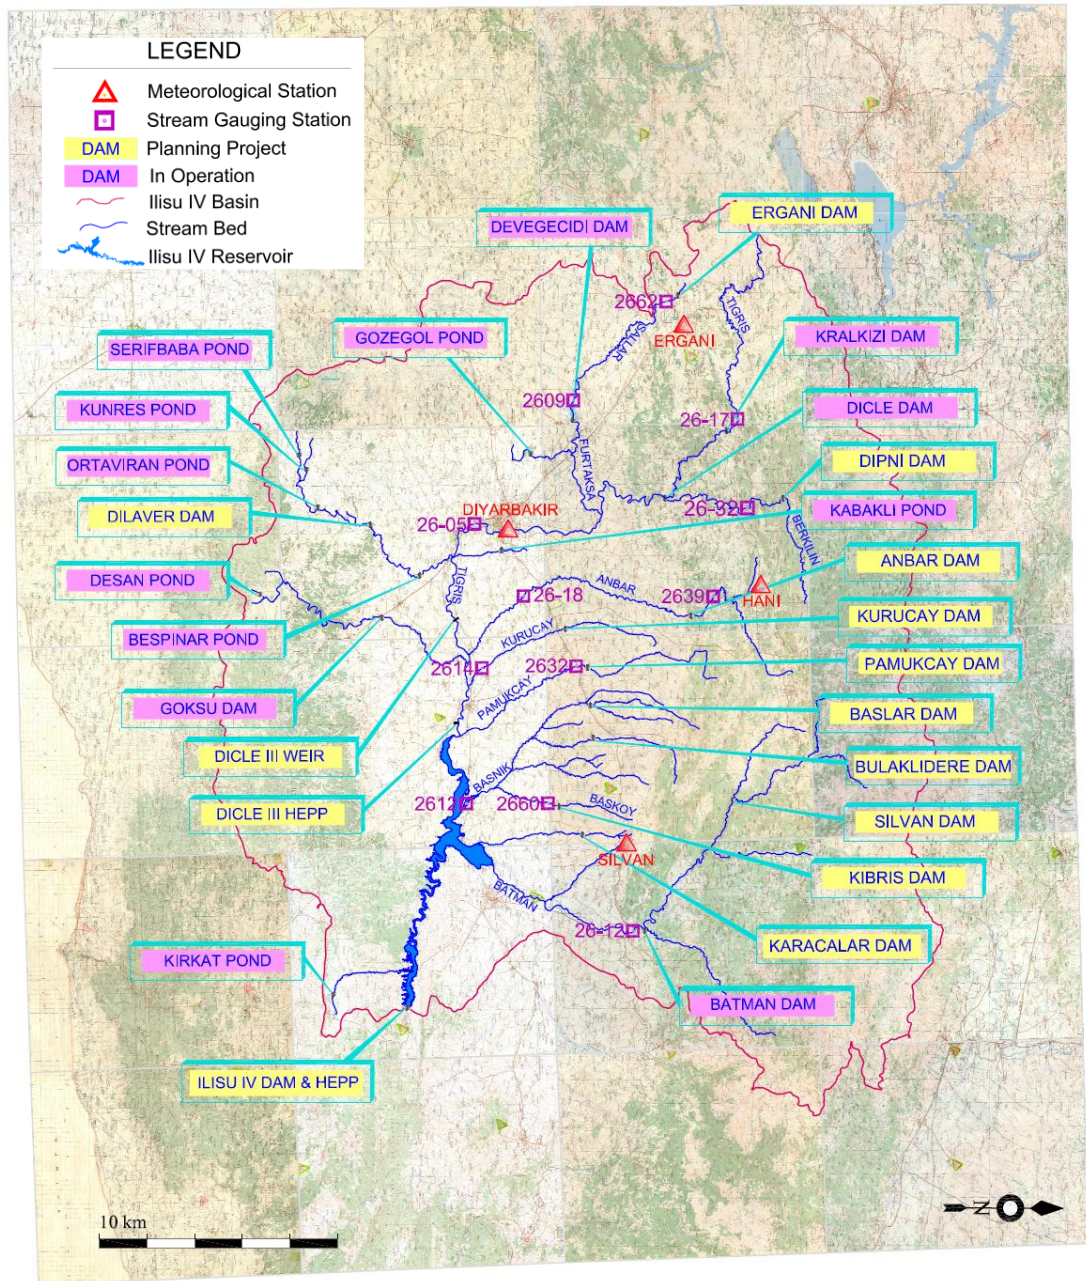 LEGEND
Meteorological Station
Stream Gauging Station
DAM Planning Project
DAM In Operation
Ilisu IV Basin
Stream Bed
Ilisu IV Reservoir
ERGANI DAM
DEVEGECIDI DAM
2662
TIGRIS
SALLAR
ERGANI
GOZEGOL POND
KRALKIZI DAM
SERIFBABA POND
2609
KUNRES POND
26-17
DICLE DAM
FURTAKSA
ORTAVIRAN POND
DIPNI DAM
DILAVER DAM
DIYARBAKIR
26-05
26-32
KABAKLI POND
BERKILIN
ANBAR DAM
DESAN POND
TIGRIS
ANBAR
26-18
2639
HANI
KURUCAY DAM
BESPINAR POND
KURUCAY
2614
2632
PAMUKCAY DAM
PAMUKCAY
GOKSU DAM
BASLAR DAM
DICLE III WEIR
BULAKLIDERE DAM
BASNIK
DICLE III HEPP
2612
2660
BASKOY
SILVAN DAM
SILVAN
KIBRIS DAM
BATMAN
26-12
KARACALAR DAM
KIRKAT POND
BATMAN DAM
ILISU IV DAM & HEPP
10 km
N